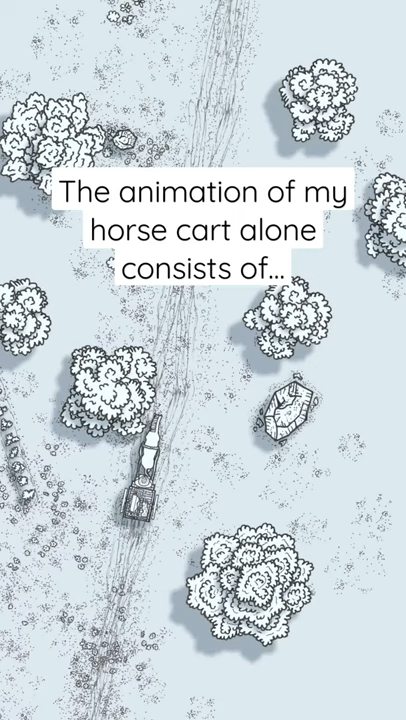 The animation of my
horse cart alone
consists of...